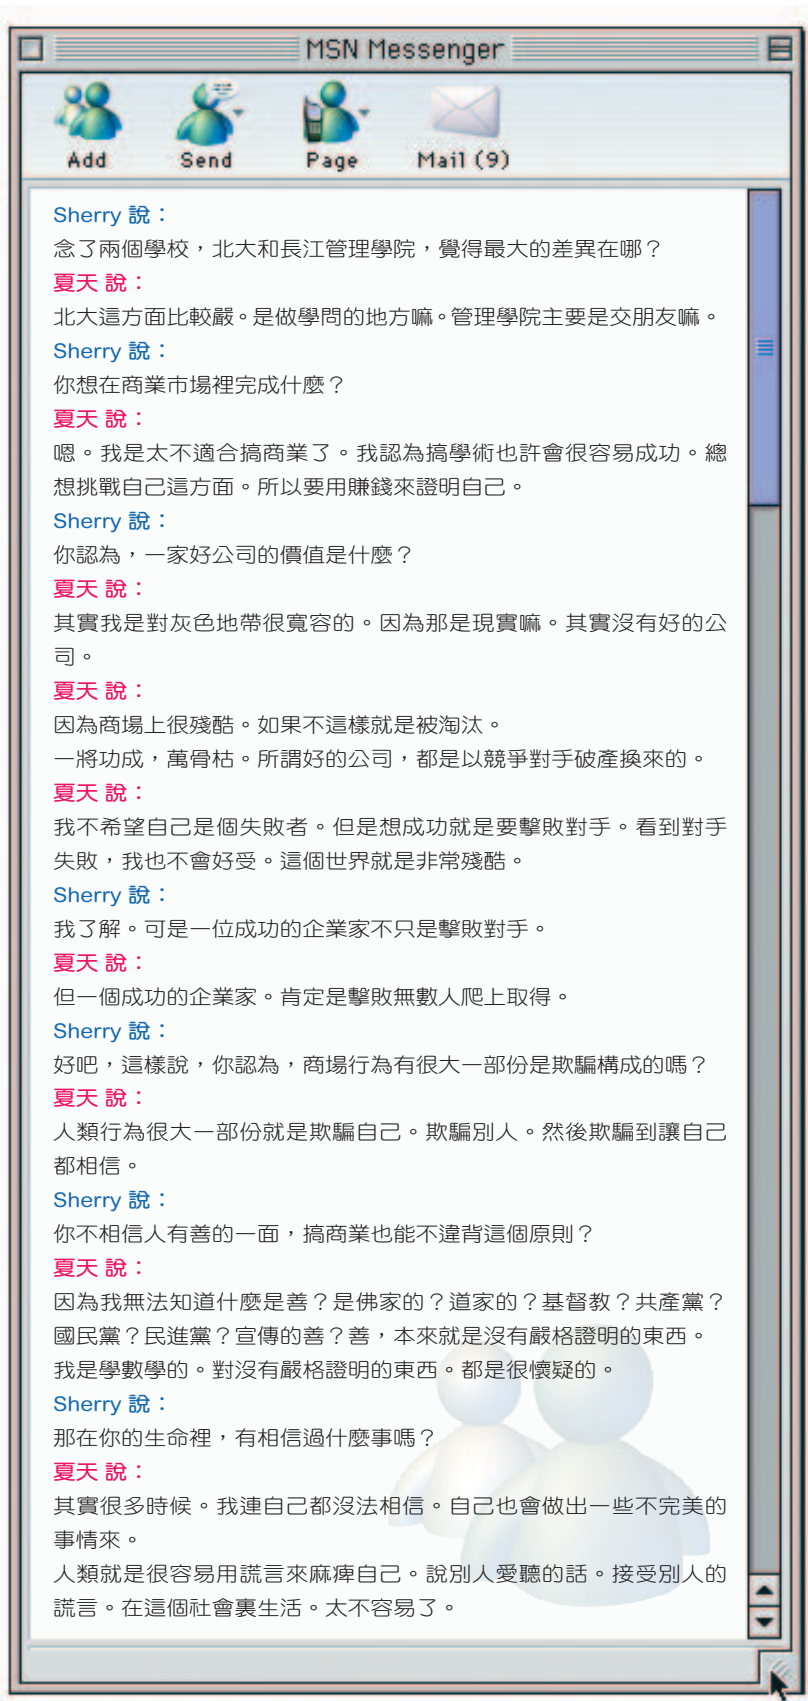 MSN Messenger
Add Send Page Mail (9)
Sherry 說：
念了兩個學校，北大和長江管理學院，覺得最大的差異在哪？
夏天 說：
北大這方面比較嚴。是做學問的地方嘛。管理學院主要是交朋友嘛。
Sherry 說：
你想在商業市場裡完成什麼？
夏天 說：
嗯。我是太不適合搞商業了。我認為搞學術也許會很容易成功。總
想挑戰自己這方面。所以要用賺錢來證明自己。
Sherry 說：
你認為，一家好公司的價值是什麼？
夏天 說：
其實我是對灰色地帶很寬容的。因為那是現實嘛。其實沒有好的公
司。
夏天 說：
因為商場上很殘酷。如果不這樣就是被淘汰。
一將功成，萬骨枯。所謂好的公司，都是以競爭對手破產換來的。
夏天 說：
我不希望自己是個失敗者。但是想成功就是要擊敗對手。看到對手
失敗，我也不會好受。這個世界就是非常殘酷。
Sherry 說：
我了解。可是一位成功的企業家不只是擊敗對手。
夏天 說：
但一個成功的企業家。肯定是擊敗無數人爬上取得。
Sherry 說：
好吧，這樣說，你認為，商場行為有很大一部份是欺騙構成的嗎？
夏天 說：
人類行為很大一部份就是欺騙自己。欺騙別人。然後欺騙到讓自己
都相信。
Sherry 說：
你不相信人有善的一面，搞商業也能不違背這個原則？
夏天 說：
因為我無法知道什麼是善？是佛家的？道家的？基督教？共產黨？
國民黨？民進黨？宣傳的善？善，本來就是沒有嚴格證明的東西。
我是學數學的。對沒有嚴格證明的東西。都是很懷疑的。
Sherry 說：
那在你的生命裡，有相信過什麼事嗎？
夏天 說：
其實很多時候。我連自己都沒法相信。自己也會做出一些不完美的
事情來。
人類就是很容易用謊言來麻痺自己。說別人愛聽的話。接受別人的
謊言。在這個社會裏生活。太不容易了。